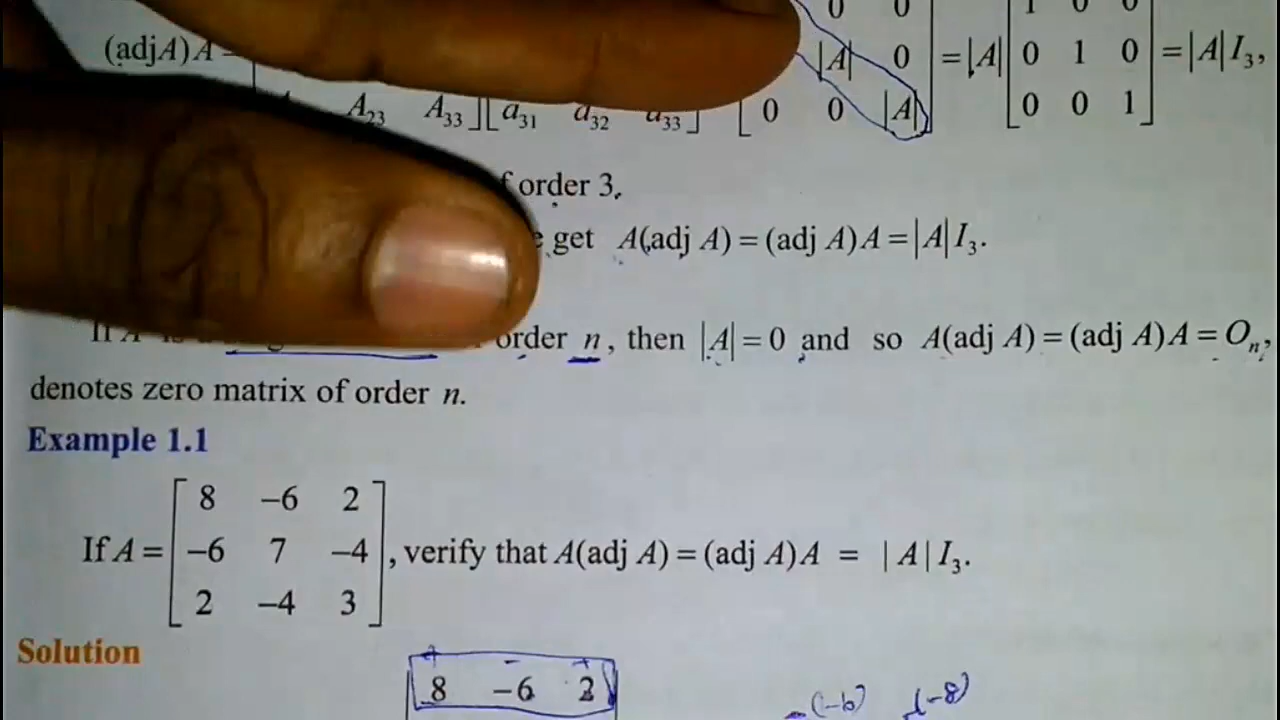 0 0 1 0 0
(adjA)A = |A| 0 = |A| 0 1 0 = |A| I₃,
A₂₃ A₃₃ a₃₁ a₃₂ a₃₃ 0 0 |A| 0 0 1
order 3.
get A(adj A) = (adj A)A = |A| I₃.
If A order n, then |A| = 0 and so A(adj A) = (adj A)A = Oₙ,
denotes zero matrix of order n.
Example 1.1
8 −6 2
If A = −6 7 −4 , verify that A(adj A) = (adj A)A = |A| I₃.
2 −4 3
Solution
+ − +
8 −6 2 −(−6) (−8)